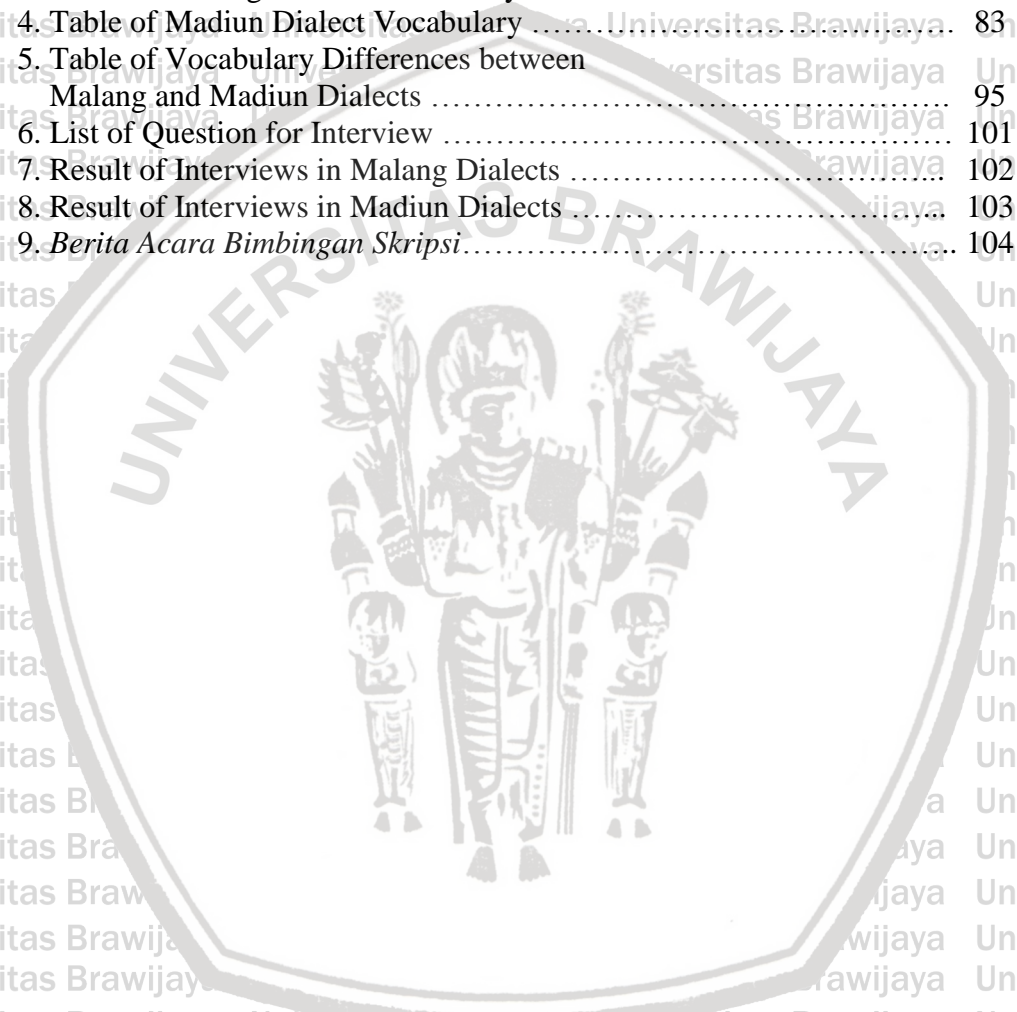 4. Table of Madiun Dialect Vocabulary ……………………………………… 83
5. Table of Vocabulary Differences between
Malang and Madiun Dialects ………………………………………………. 95
6. List of Question for Interview ……………………………………………… 101
7. Result of Interviews in Malang Dialects ………………………………….... 102
8. Result of Interviews in Madiun Dialects ………………………………….... 103
9. Berita Acara Bimbingan Skripsi…………………………………………….. 104
UNIVERSITAS BRAWIJAYA